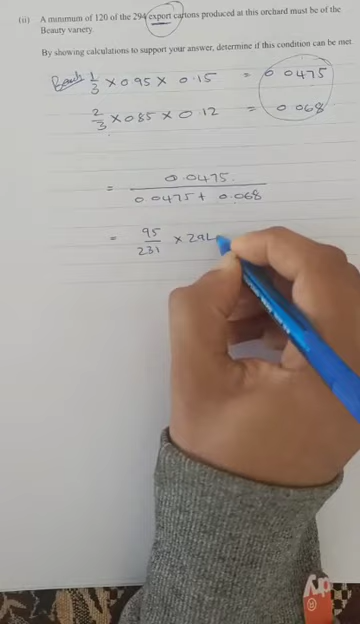 (ii) A minimum of 120 of the 294 export cartons produced at this orchard must be of the
Beauty variety.
By showing calculations to support your answer, determine if this condition can be met.
1/3 × 0.95 × 0.15 = 0.0475
2/3 × 0.85 × 0.12 = 0.068
= 0.0475 / 0.0475 + 0.068
= 95/231 × 294